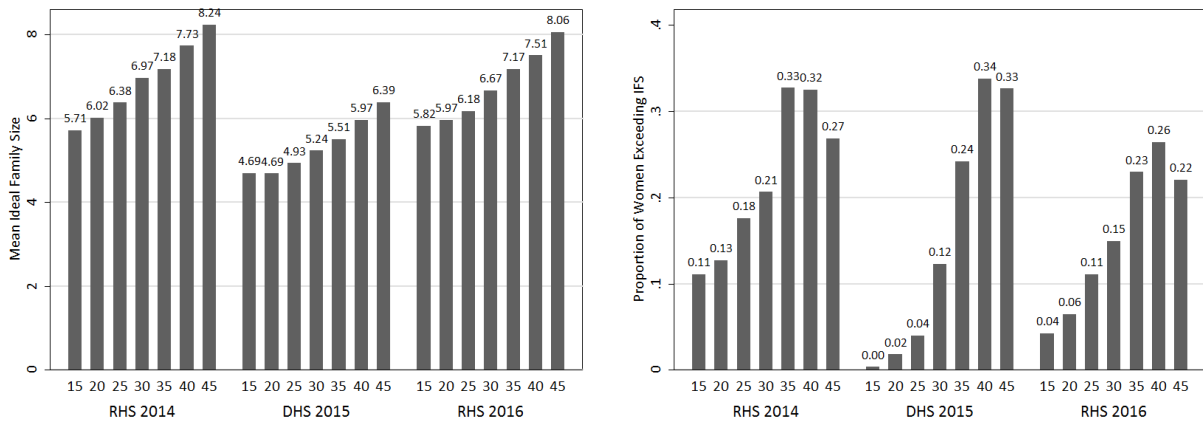 Mean Ideal Family Size
8
6
4
2
0
5.71 6.02 6.38 6.97 7.18 7.73 8.24
4.69 4.69 4.93 5.24 5.51 5.97 6.39
5.82 5.97 6.18 6.67 7.17 7.51 8.06
15 20 25 30 35 40 45 15 20 25 30 35 40 45 15 20 25 30 35 40 45
RHS 2014 DHS 2015 RHS 2016
Proportion of Women Exceeding IFS
.4
.3
.2
.1
0
0.11 0.13 0.18 0.21 0.33 0.32 0.27
0.00 0.02 0.04 0.12 0.24 0.34 0.33
0.04 0.06 0.11 0.15 0.23 0.26 0.22
15 20 25 30 35 40 45 15 20 25 30 35 40 45 15 20 25 30 35 40 45
RHS 2014 DHS 2015 RHS 2016